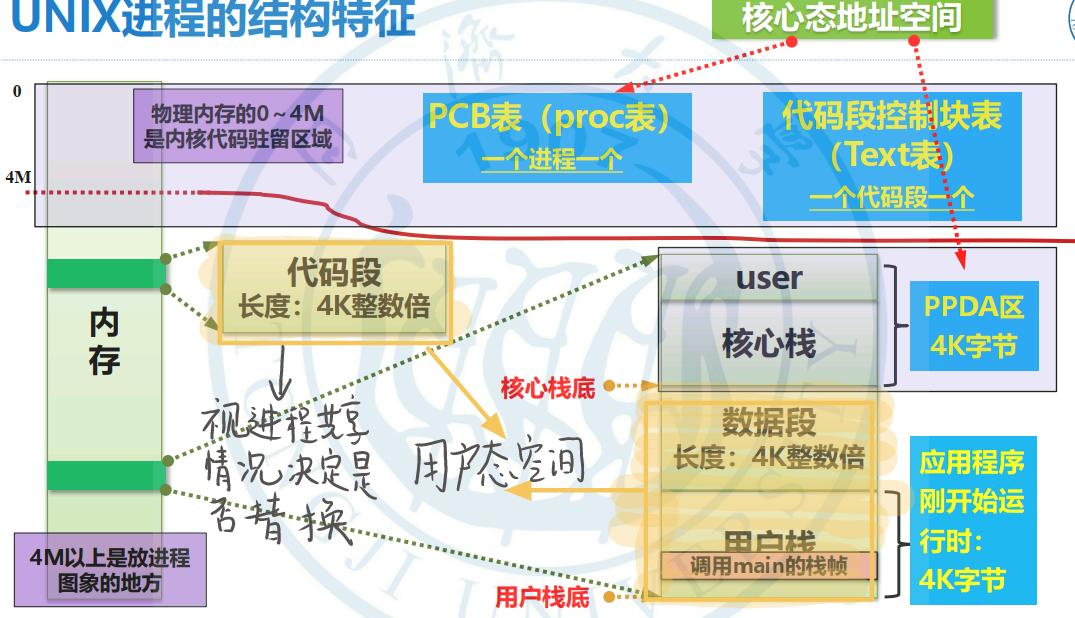 UNIX进程的结构特征
核心态地址空间
0
物理内存的0～4M
是内核代码驻留区域
PCB表（proc表）
一个进程一个
代码段控制块表
（Text表）
一个代码段一个
4M
代码段
长度：4K整数倍
user
核心栈
PPDA区
4K字节
内
存
核心栈底
视进程共享
情况决定是
否替换
用户态空间
数据段
长度：4K整数倍
用户栈
调用main的栈帧
应用程序
刚开始运
行时：
4K字节
4M以上是放进程
图象的地方
用户栈底
1907